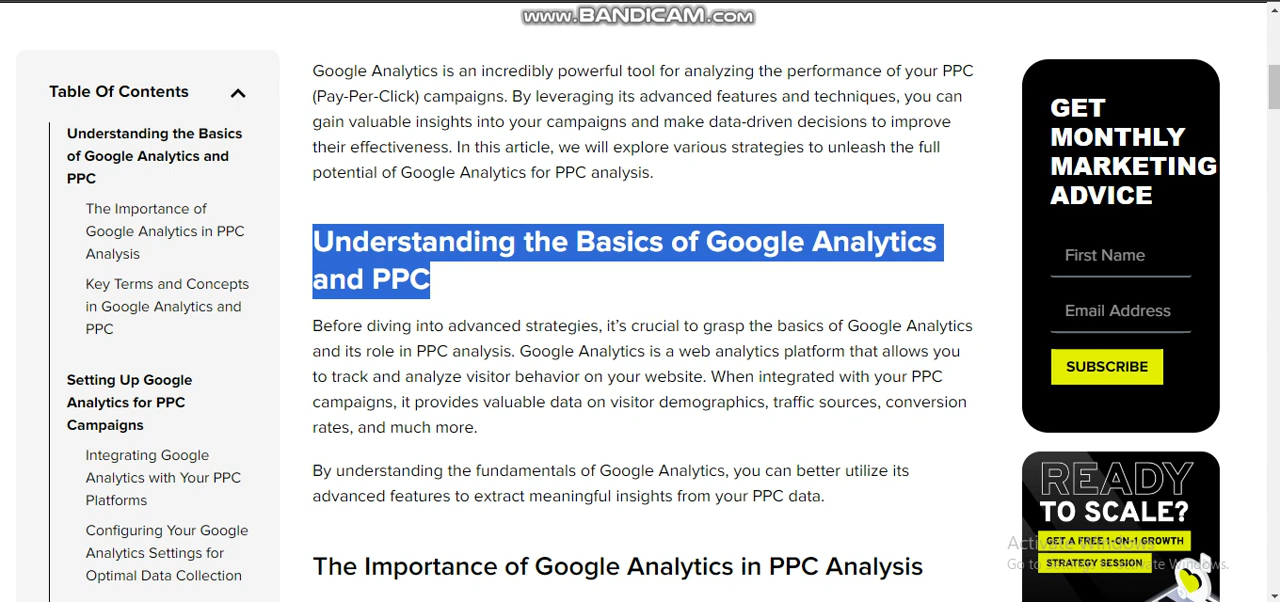 www.BANDICAM.COM
Table Of Contents
Understanding the Basics
of Google Analytics and
PPC
The Importance of
Google Analytics in PPC
Analysis
Key Terms and Concepts
in Google Analytics and
PPC
Setting Up Google
Analytics for PPC
Campaigns
Integrating Google
Analytics with Your PPC
Platforms
Configuring Your Google
Analytics Settings for
Optimal Data Collection
Google Analytics is an incredibly powerful tool for analyzing the performance of your PPC
(Pay-Per-Click) campaigns. By leveraging its advanced features and techniques, you can
gain valuable insights into your campaigns and make data-driven decisions to improve
their effectiveness. In this article, we will explore various strategies to unleash the full
potential of Google Analytics for PPC analysis.
Understanding the Basics of Google Analytics
and PPC
Before diving into advanced strategies, it's crucial to grasp the basics of Google Analytics
and its role in PPC analysis. Google Analytics is a web analytics platform that allows you
to track and analyze visitor behavior on your website. When integrated with your PPC
campaigns, it provides valuable data on visitor demographics, traffic sources, conversion
rates, and much more.
By understanding the fundamentals of Google Analytics, you can better utilize its
advanced features to extract meaningful insights from your PPC data.
The Importance of Google Analytics in PPC Analysis
GET
MONTHLY
MARKETING
ADVICE
First Name
Email Address
SUBSCRIBE
READY
TO SCALE?
GET A FREE 1-ON-1 GROWTH
STRATEGY SESSION
Activate Windows
Go to Settings to activate Windows.